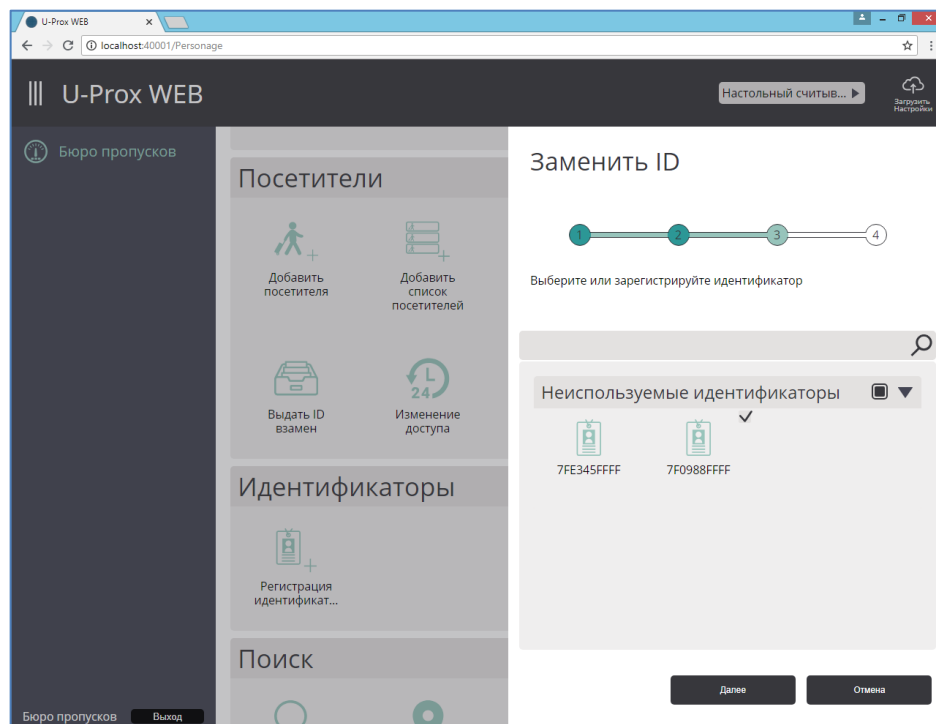 U-Prox WEB
localhost:40001/Personage
U-Prox WEB
Настольный считыв...
Загрузить
Настройки
Бюро пропусков
Посетители
Добавить
посетителя
Добавить
список
посетителей
Выдать ID
взамен
24
Изменение
доступа
Идентификаторы
Регистрация
идентификат...
Поиск
Бюро пропусков
Выход
Заменить ID
1 2 3 4
Выберите или зарегистрируйте идентификатор
Неиспользуемые идентификаторы
7FE345FFFF
7F0988FFFF
Далее
Отмена